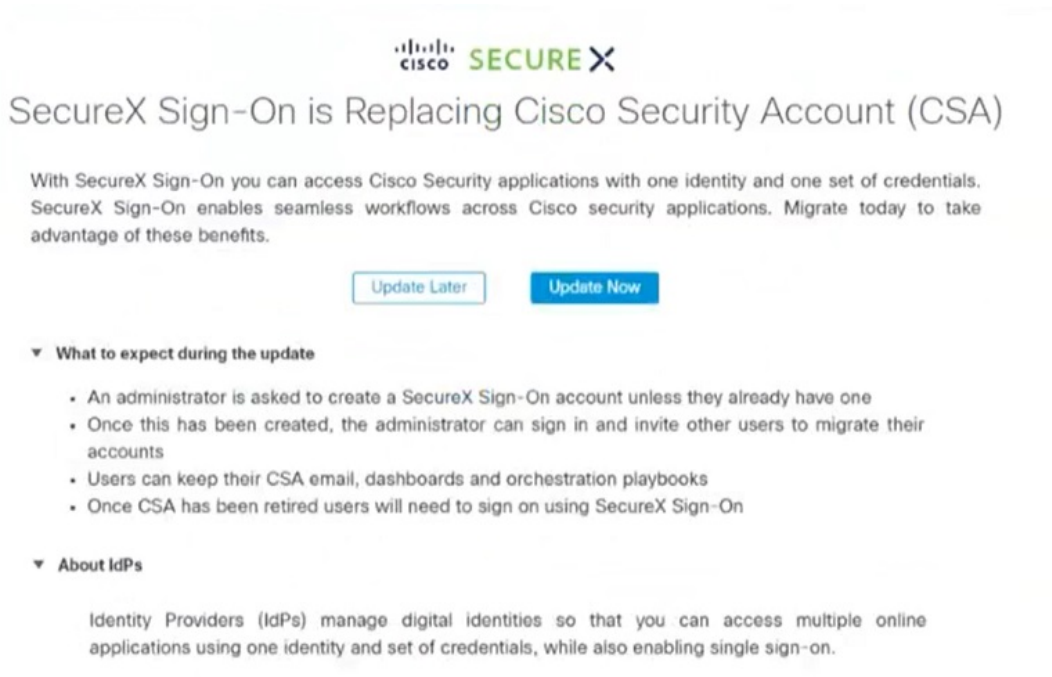 CISCO SECURE X
SecureX Sign-On is Replacing Cisco Security Account (CSA)
With SecureX Sign-On you can access Cisco Security applications with one identity and one set of credentials.
SecureX Sign-On enables seamless workflows across Cisco security applications. Migrate today to take
advantage of these benefits.
Update Later Update Now
▼ What to expect during the update
• An administrator is asked to create a SecureX Sign-On account unless they already have one
• Once this has been created, the administrator can sign in and invite other users to migrate their
accounts
• Users can keep their CSA email, dashboards and orchestration playbooks
• Once CSA has been retired users will need to sign on using SecureX Sign-On
▼ About IdPs
Identity Providers (IdPs) manage digital identities so that you can access multiple online
applications using one identity and set of credentials, while also enabling single sign-on.